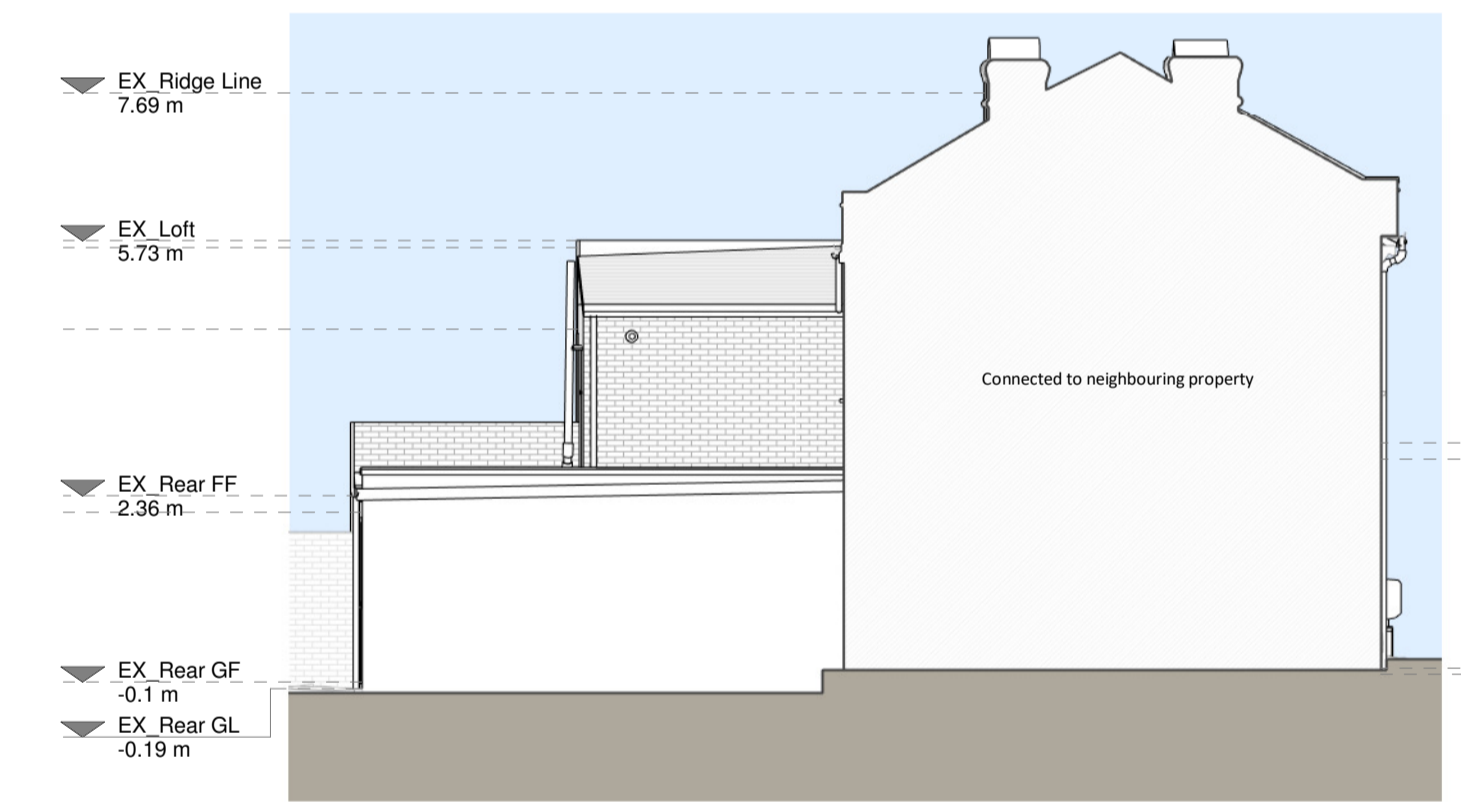 EX_Ridge Line
7.69 m
EX_Loft
5.73 m
Connected to neighbouring property
EX_Rear FF
2.36 m
EX_Rear GF
-0.1 m
EX_Rear GL
-0.19 m